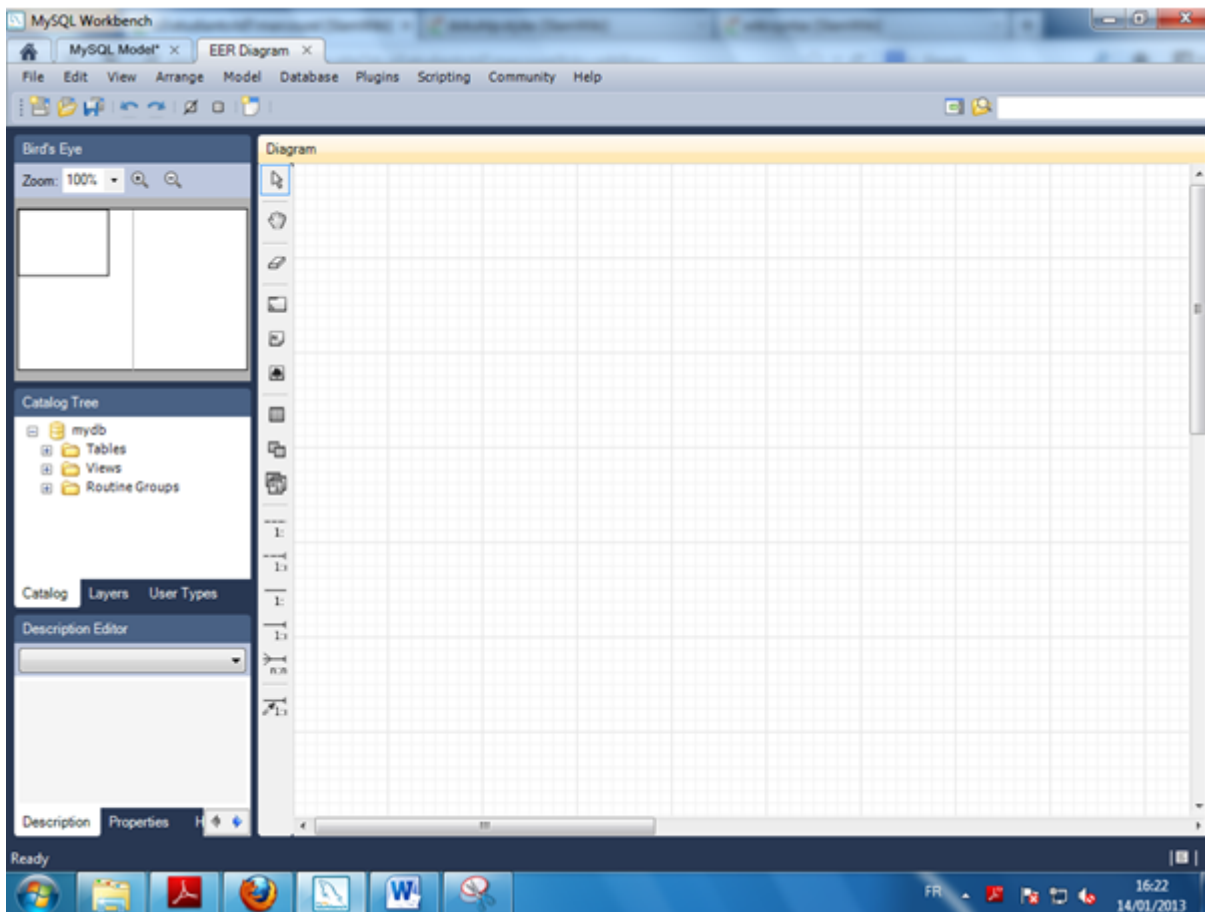 MySQL Workbench
MySQL Model* × EER Diagram ×
File Edit View Arrange Model Database Plugins Scripting Community Help
Bird's Eye
Zoom: 100%
Diagram
Catalog Tree
mydb
Tables
Views
Routine Groups
Catalog Layers User Types
Description Editor
1:
1:
n:n
Description Properties H
Ready
FR
16:22
14/01/2013